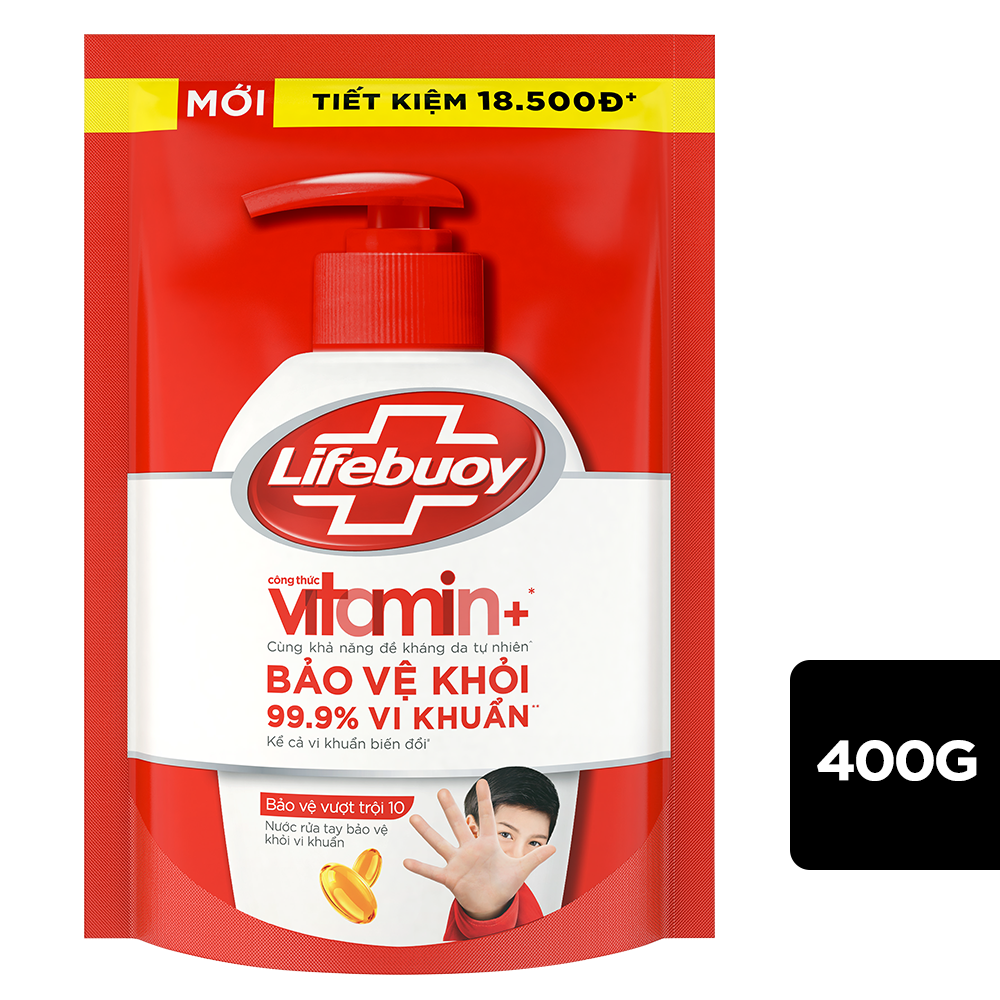 MỚI TIẾT KIỆM 18.500Đ+
Lifebuoy
công thức
vitamin+*
Cùng khả năng đề kháng da tự nhiên^
BẢO VỆ KHỎI
99.9% VI KHUẨN**
Kể cả vi khuẩn biến đổi*
Bảo vệ vượt trội 10
Nước rửa tay bảo vệ
khỏi vi khuẩn
400G